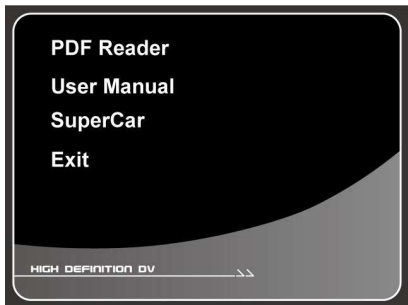 PDF Reader
User Manual
SuperCar
Exit
HIGH DEFINITION DV